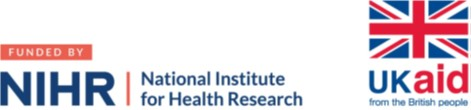 FUNDED BY
NIHR | National Institute
for Health Research
UKaid
from the British people